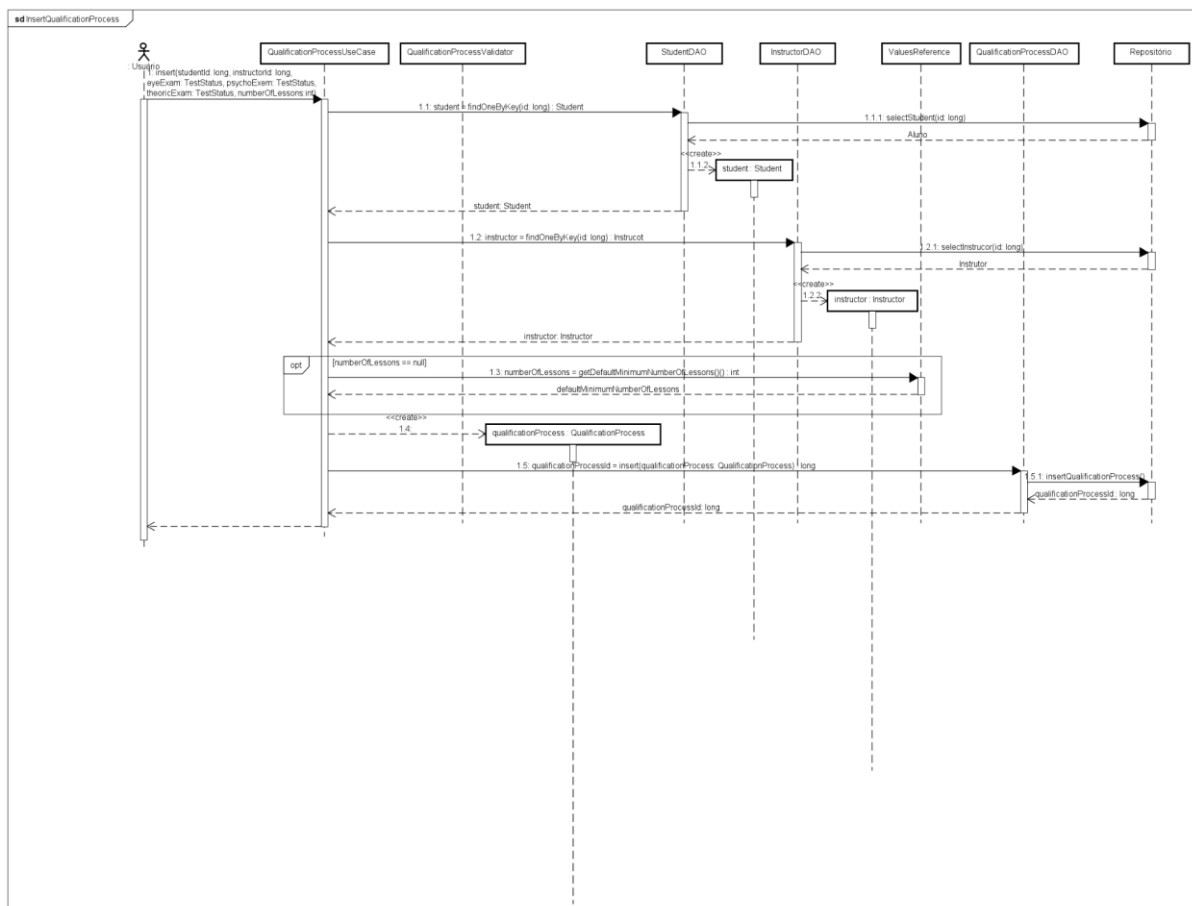 sd InsertQualificationProcess
QualificationProcessUseCase
QualificationProcessValidator
StudentDAO
InstructorDAO
ValuesReference
QualificationProcessDAO
Repositório
: Usuário
1: insert(studentId: long, instructorId: long,
eyeExam: TestStatus, psychoExem: TestStatus,
theoricExam: TestStatus, numberOfLessons:int)
1.1: student = findOneByKey(id: long) : Student
1.1.1: selectStudent(id: long)
Aluno
<<create>>
1.1.2:
student : Student
student: Student
1.2: instructor = findOneByKey(id: long) : Instrucot
1.2.1: selectInstrucor(id: long)
Instrutor
<<create>>
1.2.2:
instructor : Instructor
instructor: Instructor
opt
[numberOfLessons == null]
1.3: numberOfLessons = getDefaultMinimumNumberOfLessons()() : int
defaultMinimumNumberOfLessons
<<create>>
1.4:
qualificationProcess : QualificationProcess
1.5: qualificationProcessId = insert(qualificationProcess: QualificationProcess) : long
1.5.1: insertQualificationProcess()
qualificationProcessId : long
qualificationProcessId: long